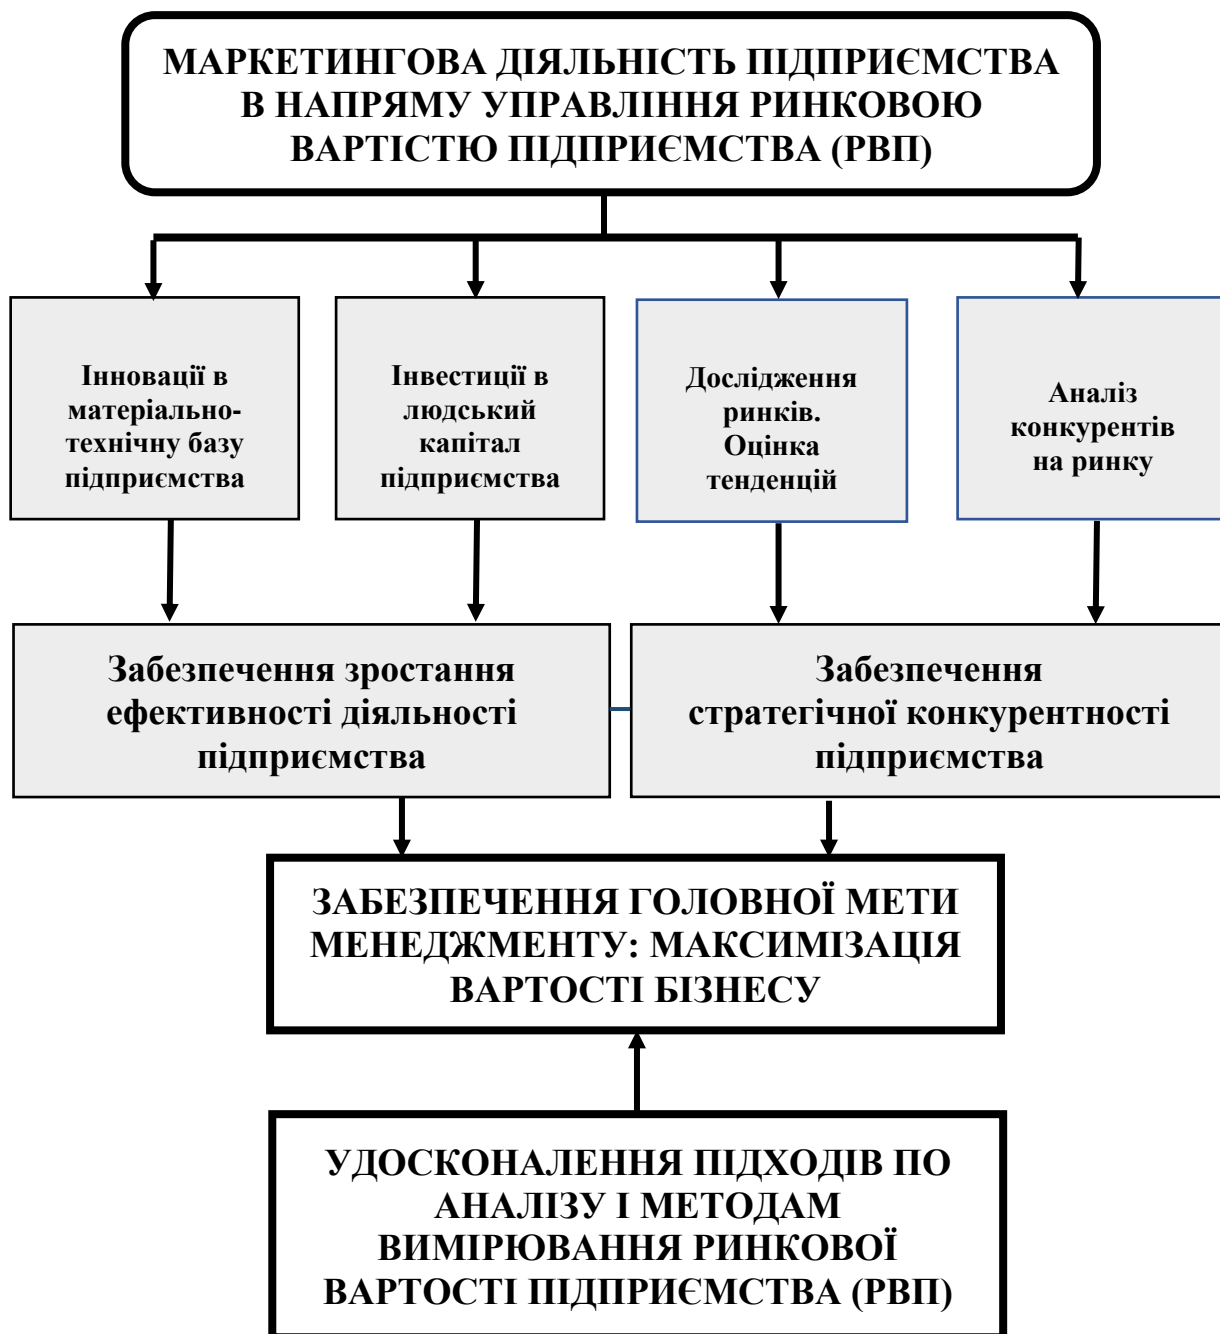 МАРКЕТИНГОВА ДІЯЛЬНІСТЬ ПІДПРИЄМСТВА
В НАПРЯМУ УПРАВЛІННЯ РИНКОВОЮ
ВАРТІСТЮ ПІДПРИЄМСТВА (РВП)
Інновації в
матеріально-
технічну базу
підприємства
Інвестиції в
людський
капітал
підприємства
Дослідження
ринків.
Оцінка
тенденцій
Аналіз
конкурентів
на ринку
Забезпечення зростання
ефективності діяльності
підприємства
Забезпечення
стратегічної конкурентності
підприємства
ЗАБЕЗПЕЧЕННЯ ГОЛОВНОЇ МЕТИ
МЕНЕДЖМЕНТУ: МАКСИМІЗАЦІЯ
ВАРТОСТІ БІЗНЕСУ
УДОСКОНАЛЕННЯ ПІДХОДІВ ПО
АНАЛІЗУ І МЕТОДАМ
ВИМІРЮВАННЯ РИНКОВОЇ
ВАРТОСТІ ПІДПРИЄМСТВА (РВП)